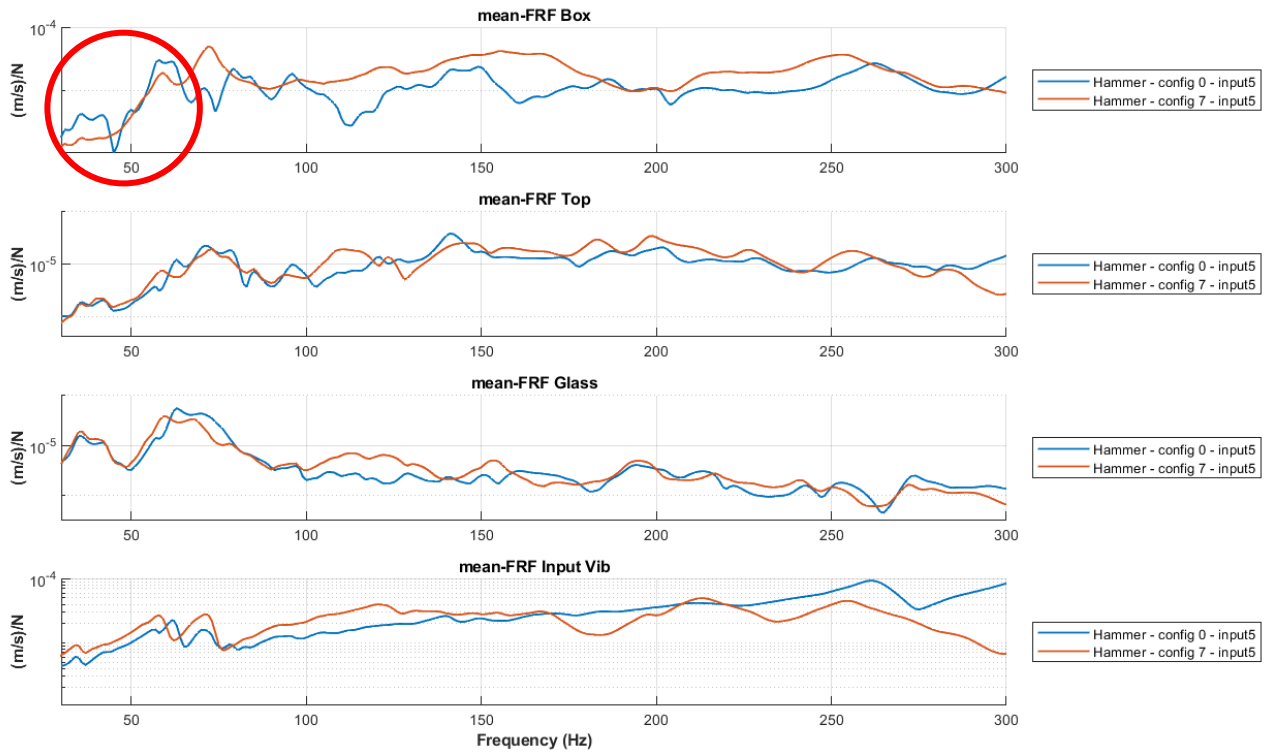 mean-FRF Box
10-4
(m/s)/N
50 100 150 200 250 300
Hammer - config 0 - input5
Hammer - config 7 - input5
mean-FRF Top
10-5
(m/s)/N
50 100 150 200 250 300
Hammer - config 0 - input5
Hammer - config 7 - input5
mean-FRF Glass
10-5
(m/s)/N
50 100 150 200 250 300
Hammer - config 0 - input5
Hammer - config 7 - input5
mean-FRF Input Vib
10-4
(m/s)/N
50 100 150 200 250 300
Hammer - config 0 - input5
Hammer - config 7 - input5
Frequency (Hz)